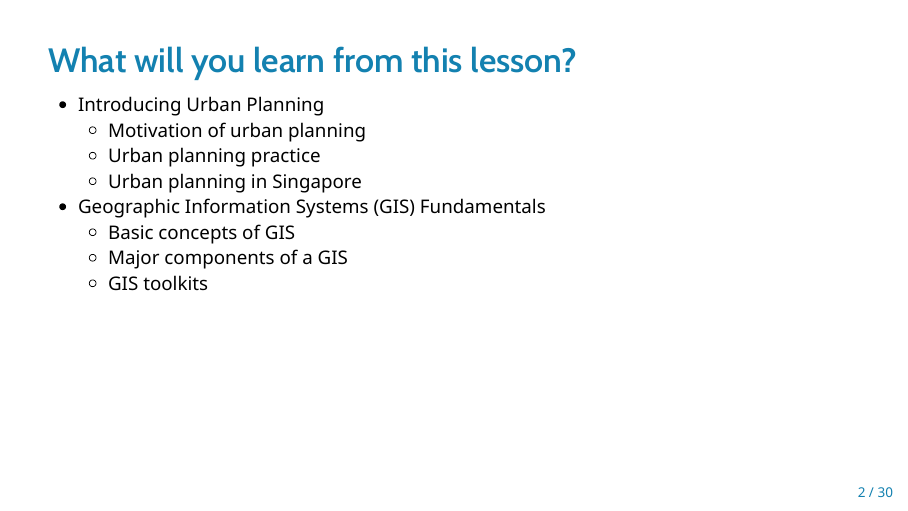 What will you learn from this lesson?
• Introducing Urban Planning
○ Motivation of urban planning
○ Urban planning practice
○ Urban planning in Singapore
• Geographic Information Systems (GIS) Fundamentals
○ Basic concepts of GIS
○ Major components of a GIS
○ GIS toolkits
2 / 30